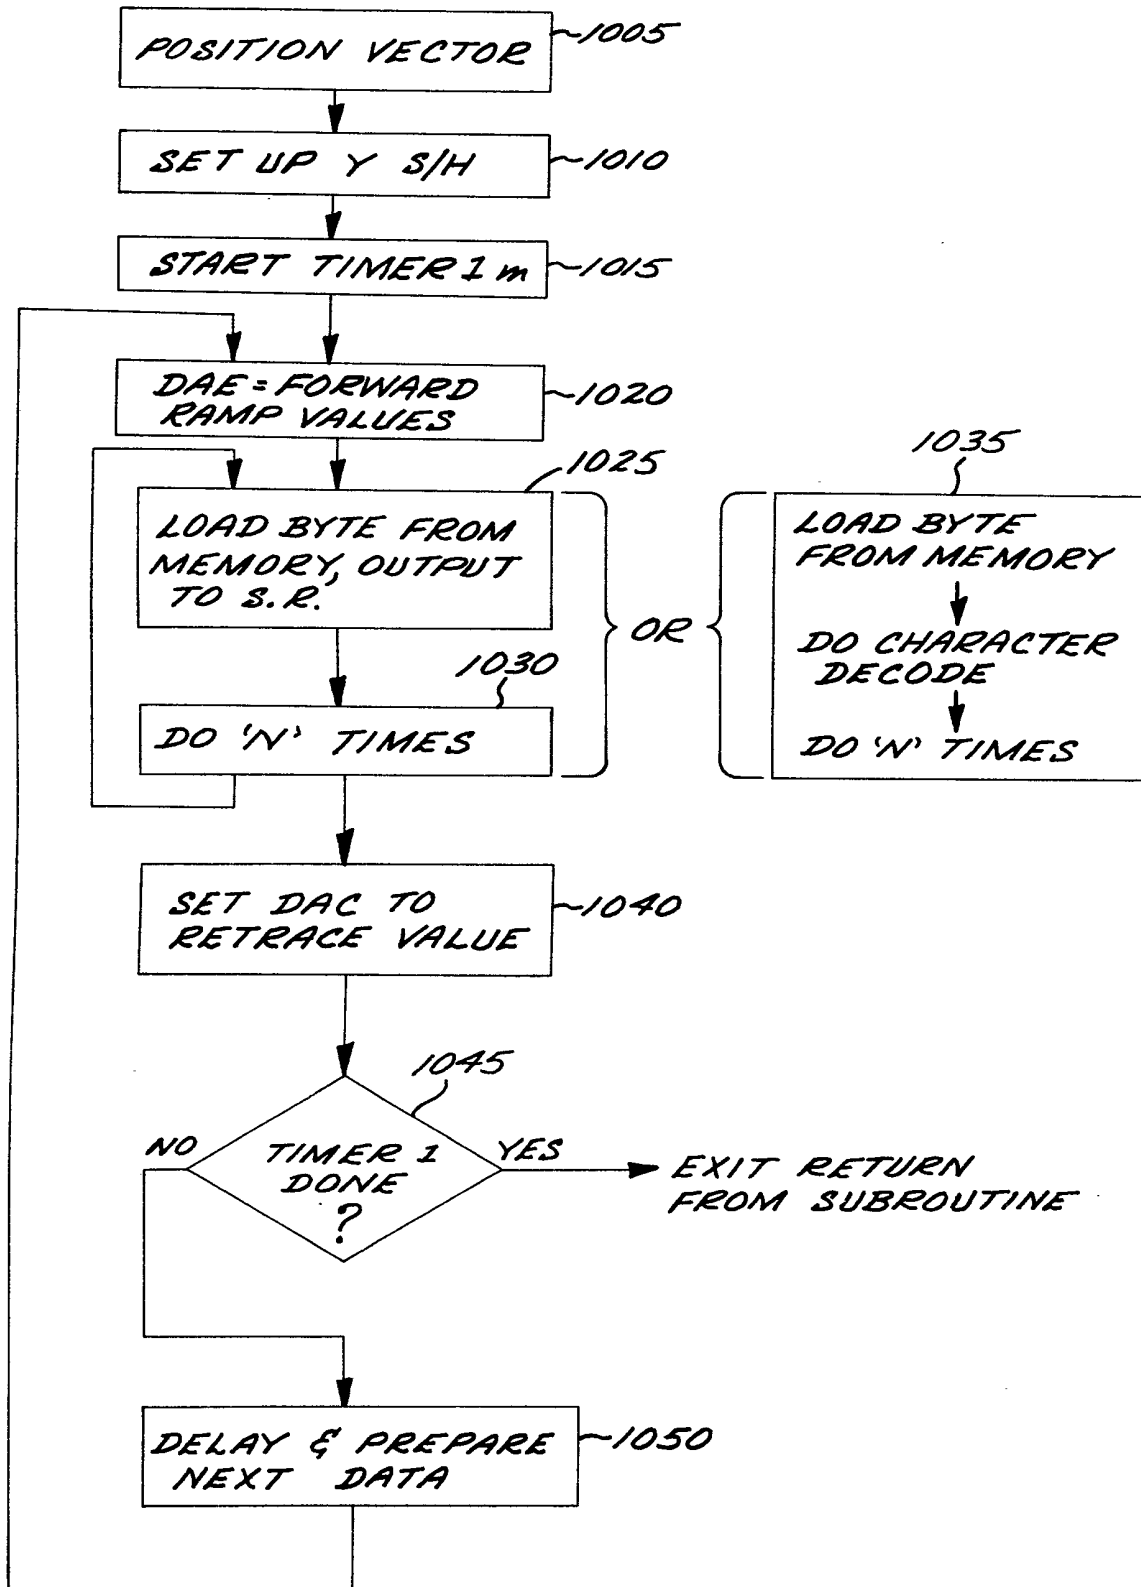 POSITION VECTOR
1005
SET UP Y S/H
1010
START TIMER 1 m
1015
DAE = FORWARD
RAMP VALUES
1020
1025
LOAD BYTE FROM
MEMORY, OUTPUT
TO S.R.
1030
DO 'N' TIMES
OR
1035
LOAD BYTE
FROM MEMORY
DO CHARACTER
DECODE
DO 'N' TIMES
SET DAC TO
RETRACE VALUE
1040
1045
TIMER 1
DONE
?
NO
YES
EXIT RETURN
FROM SUBROUTINE
DELAY & PREPARE
NEXT DATA
1050